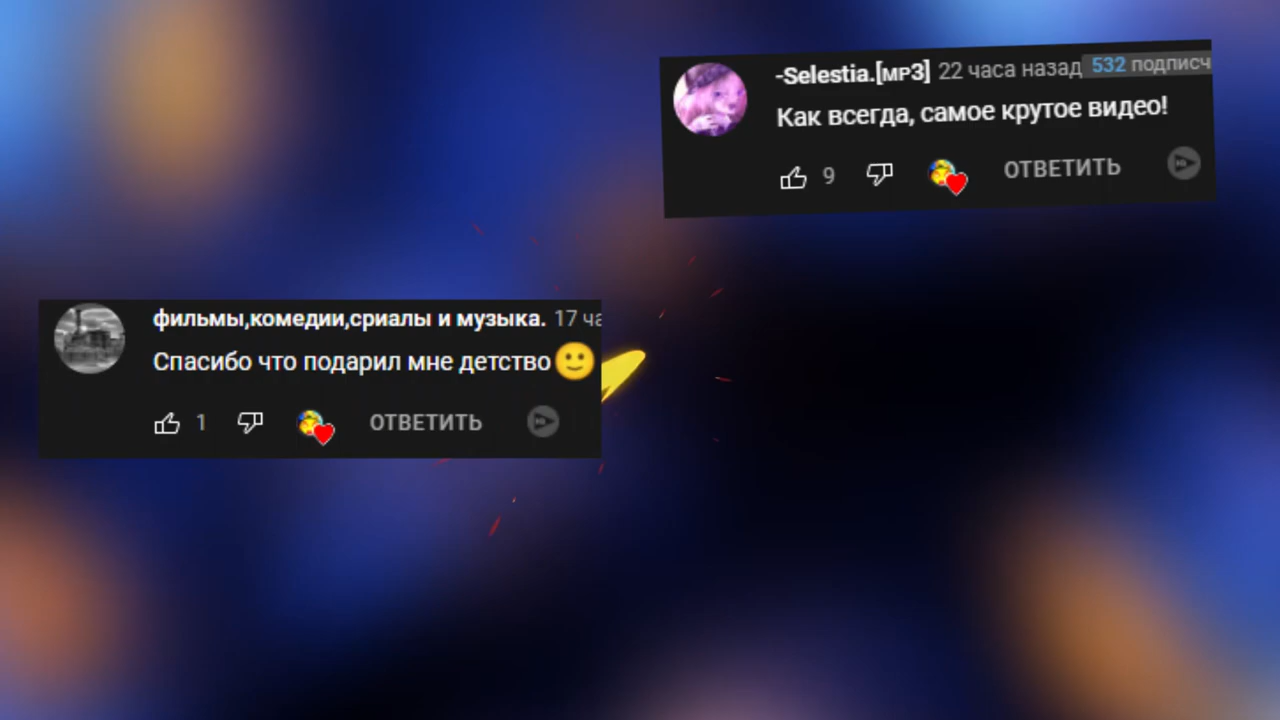 -Selestia.[мр3] 22 часа назад 532 подписч
Как всегда, самое крутое видео!
9 ОТВЕТИТЬ
фильмы,комедии,сриалы и музыка. 17 ча
Спасибо что подарил мне детство🙂
1 ОТВЕТИТЬ